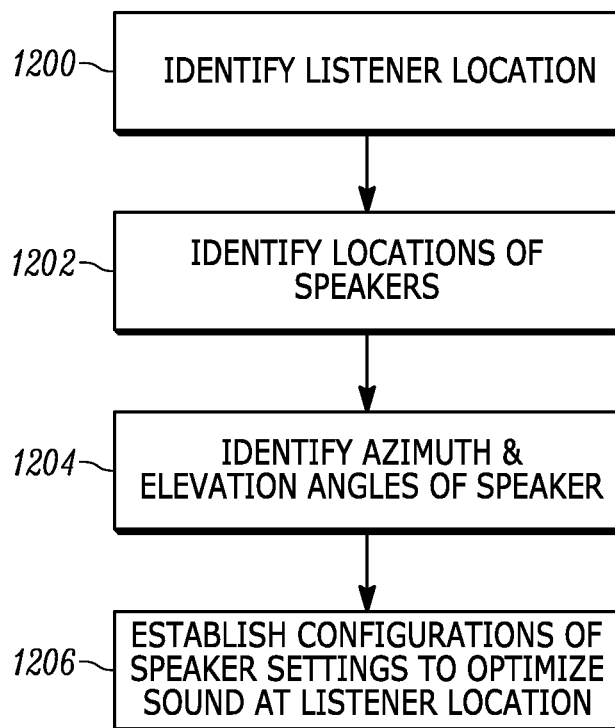 1200
IDENTIFY LISTENER LOCATION
1202
IDENTIFY LOCATIONS OF
SPEAKERS
1204
IDENTIFY AZIMUTH &
ELEVATION ANGLES OF SPEAKER
1206
ESTABLISH CONFIGURATIONS OF
SPEAKER SETTINGS TO OPTIMIZE
SOUND AT LISTENER LOCATION